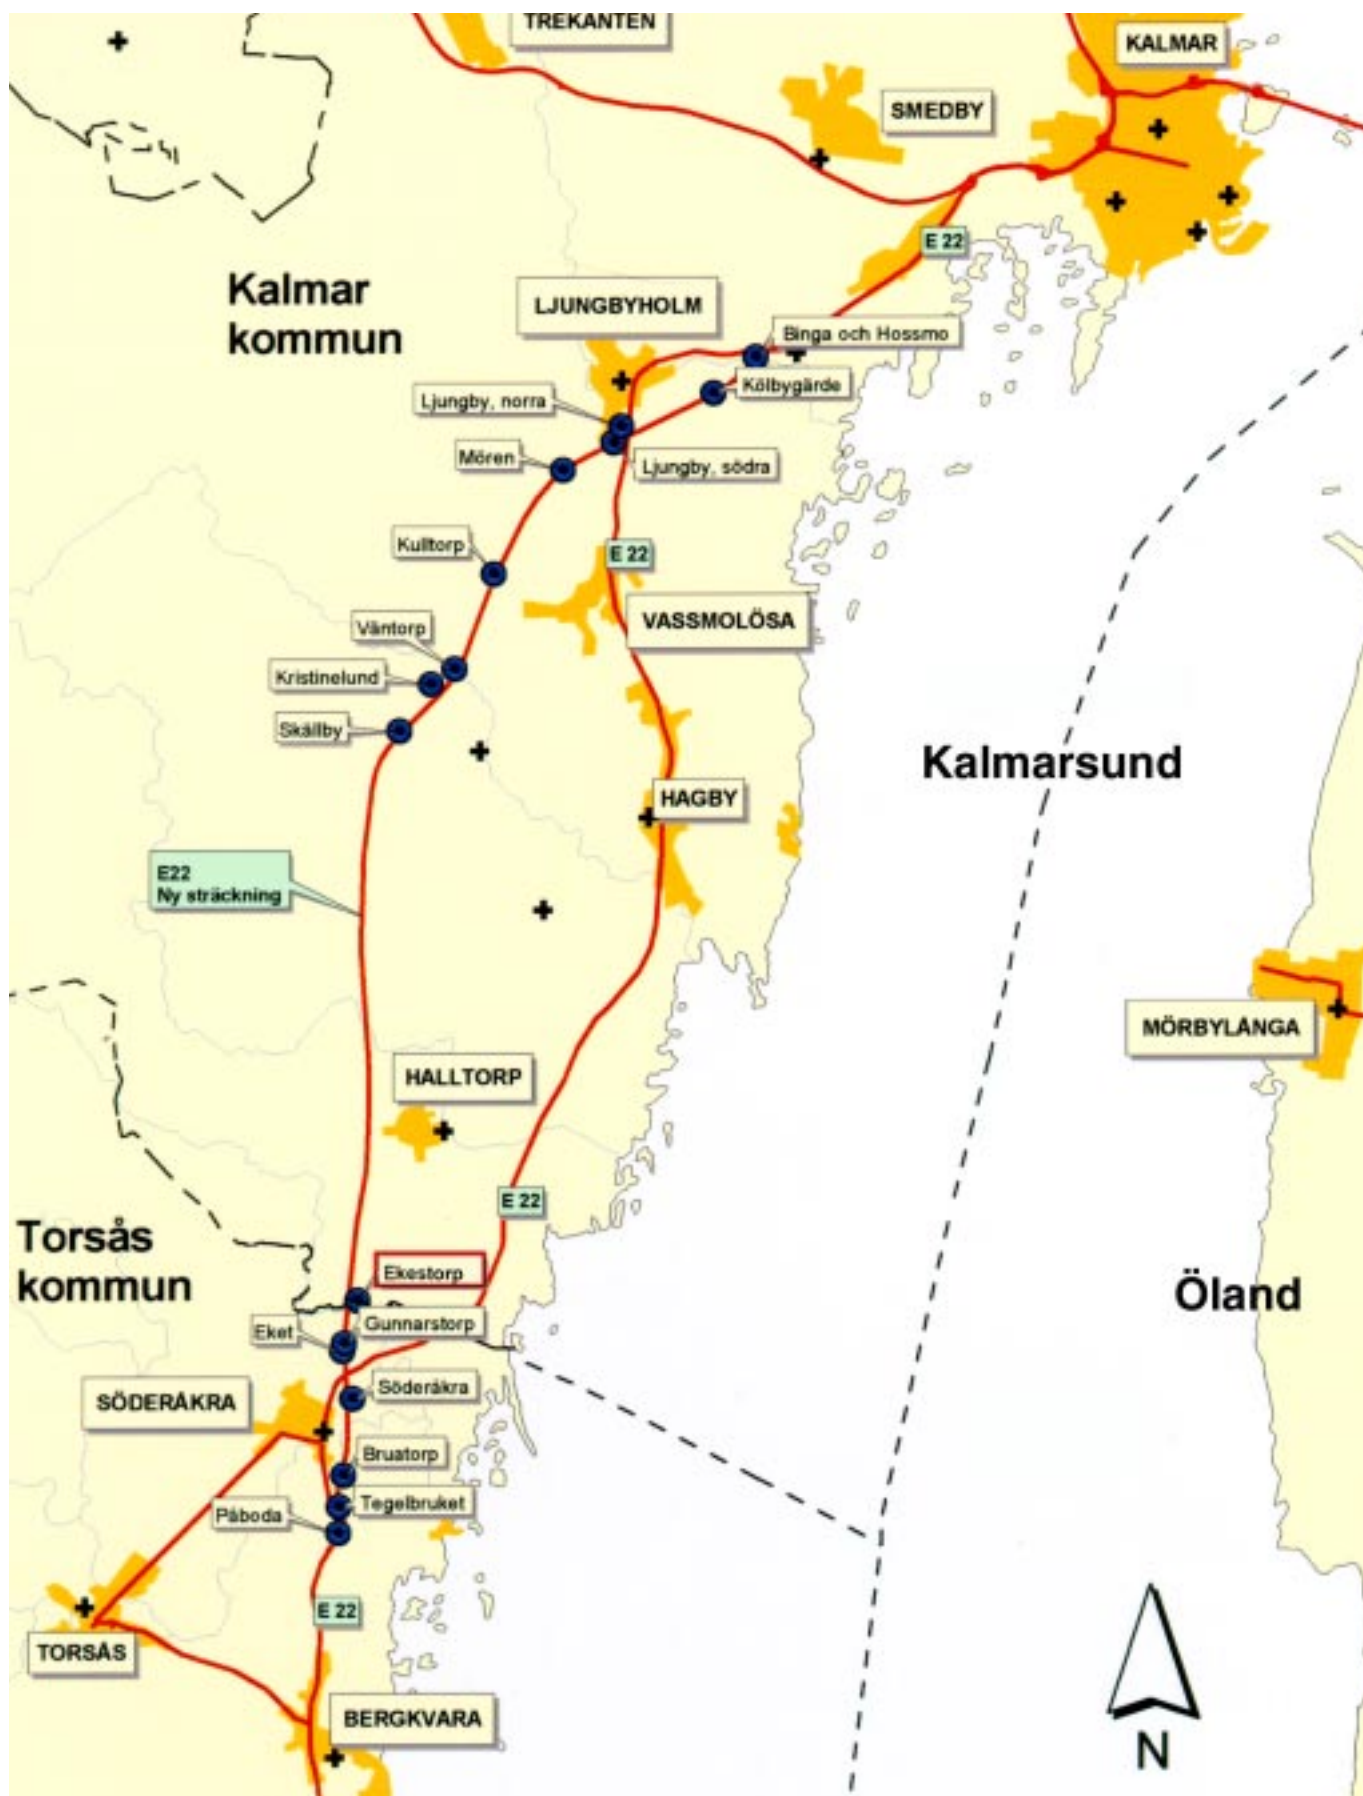 TREKANTEN
KALMAR
SMEDBY
E 22
Kalmar
kommun
LJUNGBYHOLM
Binga och Hossmo
Kölbygärde
Ljungby, norra
Mören
Ljungby, södra
Kulltorp
E 22
VASSMOLÖSA
Väntorp
Kristinelund
Skällby
Kalmarsund
HAGBY
E22
Ny sträckning
MÖRBYLÅNGA
HALLTORP
E 22
Torsås
kommun
Ekestorp
Öland
Gunnarstorp
Eket
Söderåkra
SÖDERÅKRA
Bruatorp
Tegelbruket
Påboda
E 22
TORSÅS
BERGKVARA
N